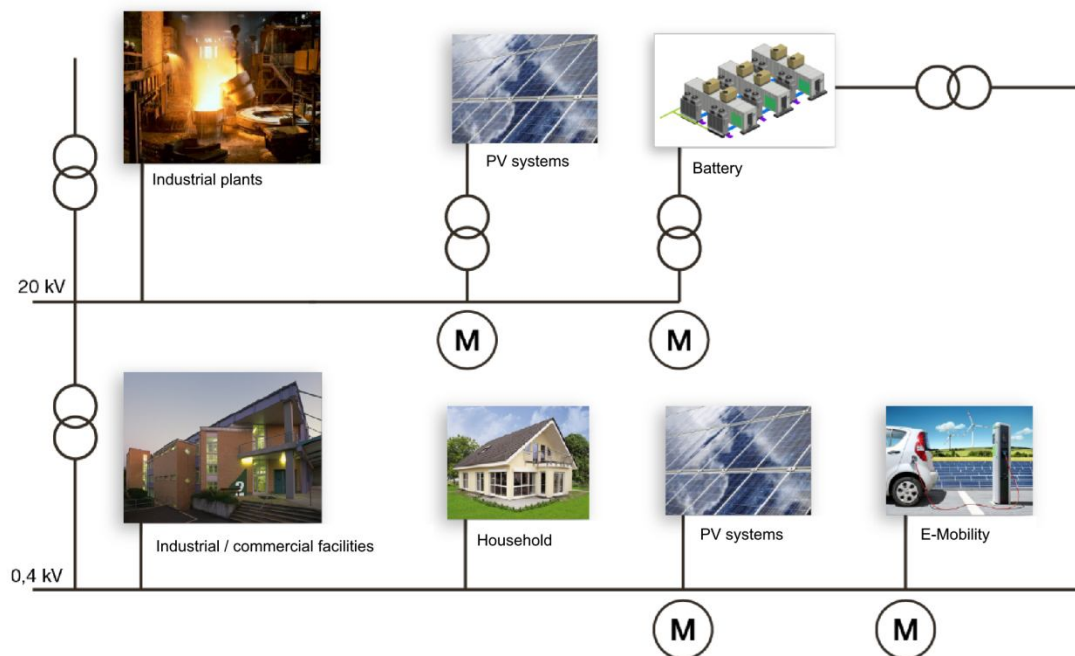 Industrial plants
PV systems
Battery
20 kV
M
M
Industrial / commercial facilities
Household
PV systems
E-Mobility
0,4 kV
M
M